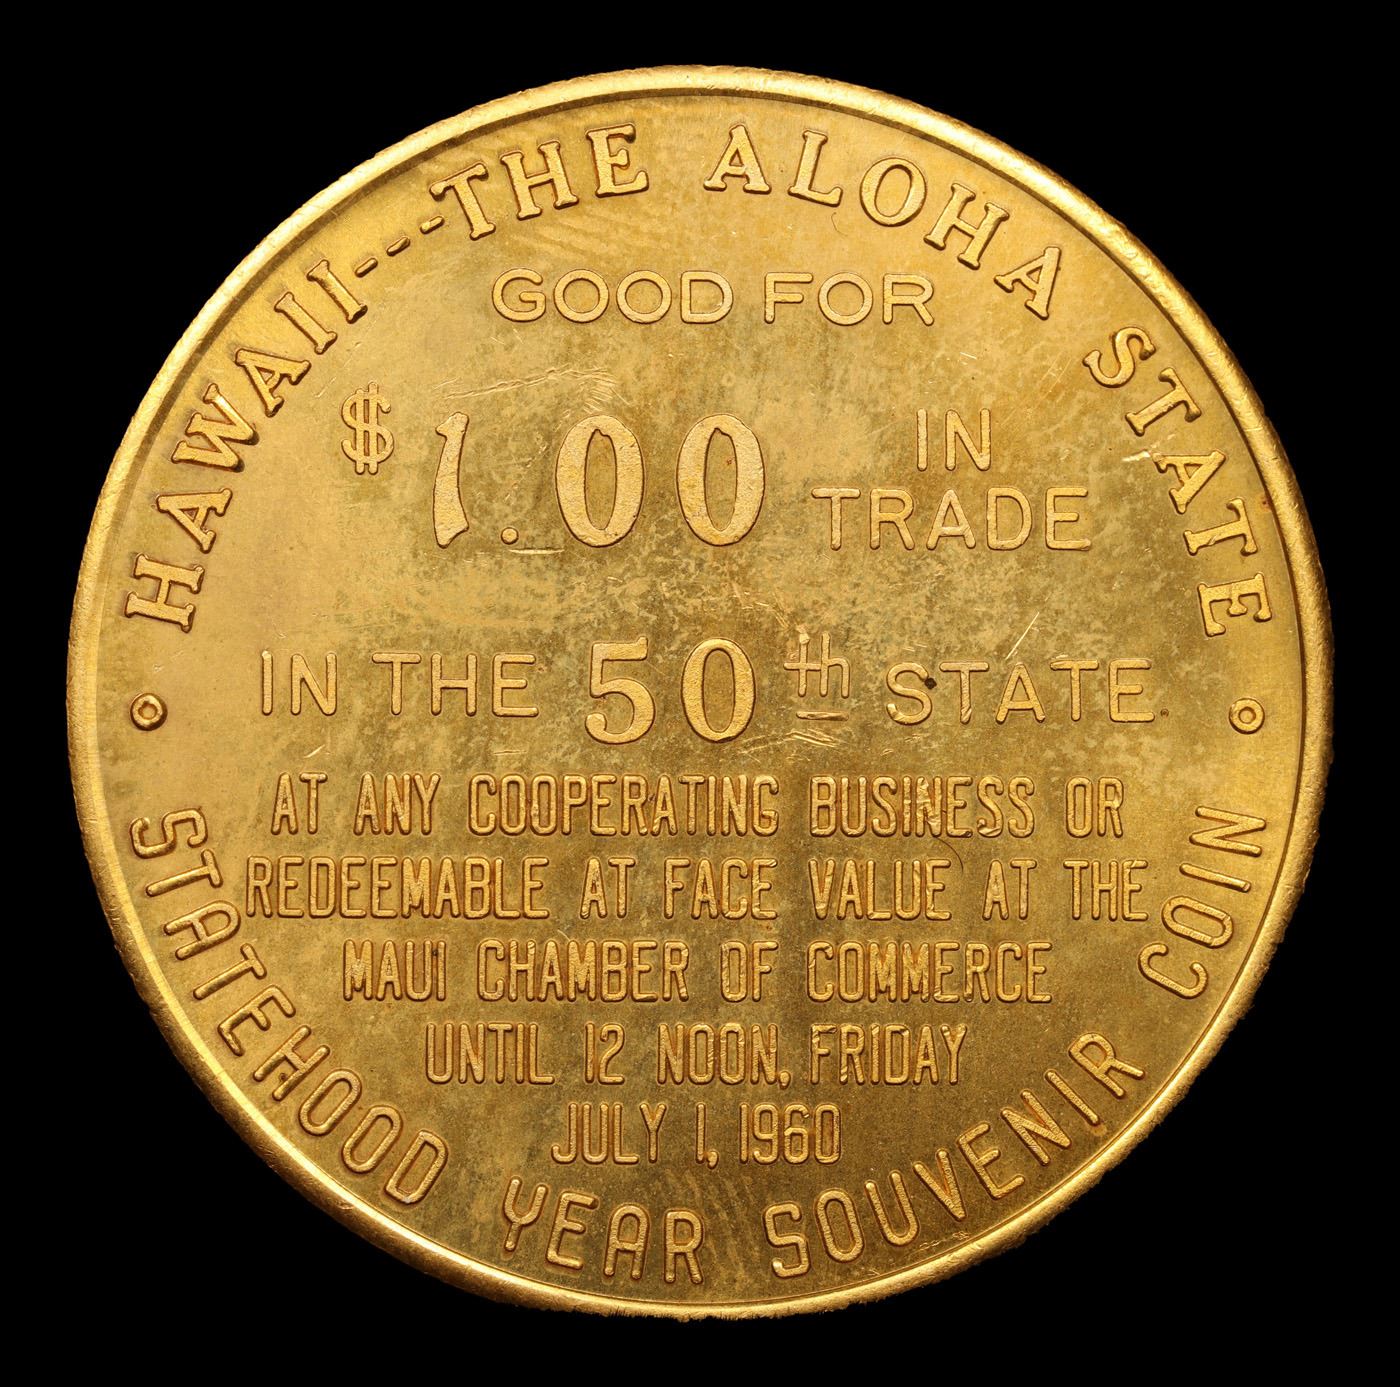 HAWAII---THE ALOHA STATE
GOOD FOR
$1.00 IN
TRADE
IN THE 50th STATE
AT ANY COOPERATING BUSINESS OR
REDEEMABLE AT FACE VALUE AT THE
MAUI CHAMBER OF COMMERCE
UNTIL 12 NOON, FRIDAY
JULY 1, 1960
STATEHOOD YEAR SOUVENIR COIN